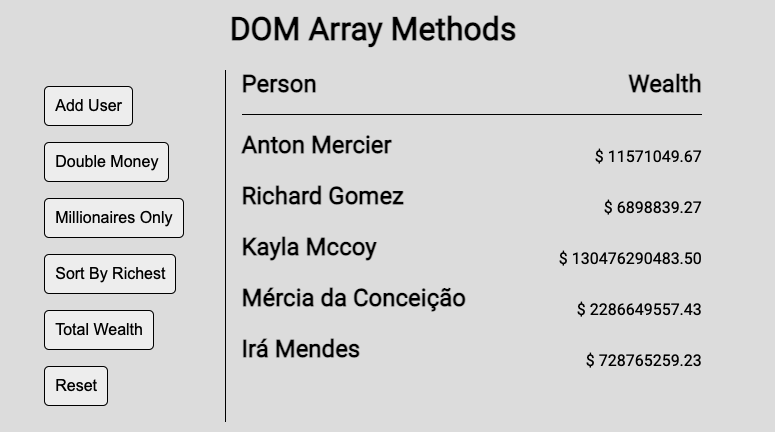 DOM Array Methods
Add User
Double Money
Millionaires Only
Sort By Richest
Total Wealth
Reset
Person Wealth
Anton Mercier $ 11571049.67
Richard Gomez $ 6898839.27
Kayla Mccoy $ 130476290483.50
Mércia da Conceição $ 2286649557.43
Irá Mendes $ 728765259.23